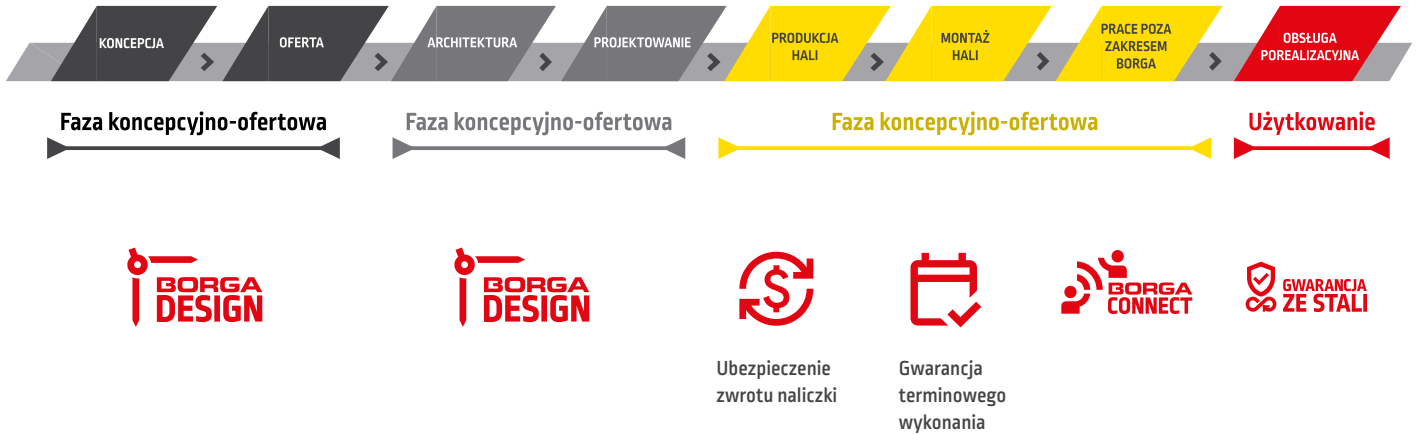 KONCEPCJA
OFERTA
ARCHITEKTURA
PROJEKTOWANIE
PRODUKCJA
HALI
MONTAŻ
HALI
PRACE POZA
ZAKRESEM
BORGA
OBSŁUGA
POREALIZACYJNA
Faza koncepcyjno-ofertowa
Faza koncepcyjno-ofertowa
Faza koncepcyjno-ofertowa
Użytkowanie
BORGA
DESIGN
BORGA
DESIGN
$
BORGA
CONNECT
GWARANCJA
ZE STALI
Ubezpieczenie
zwrotu naliczki
Gwarancja
terminowego
wykonania